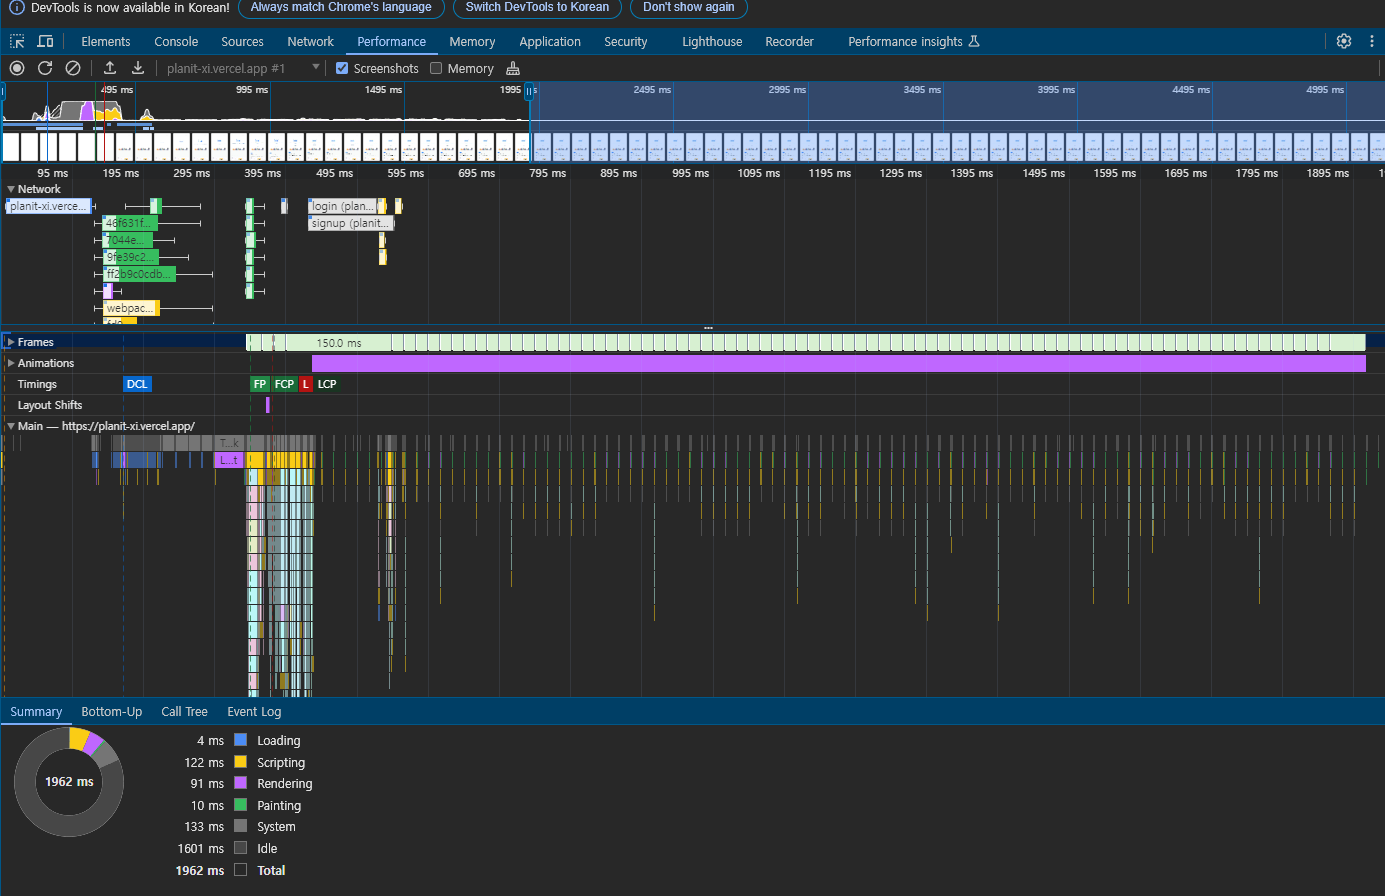 DevTools is now available in Korean! Always match Chrome's language Switch DevTools to Korean Don't show again
Elements Console Sources Network Performance Memory Application Security Lighthouse Recorder Performance insights
planit-xi.vercel.app #1 Screenshots Memory
495 ms 995 ms 1495 ms 1995 2495 ms 2995 ms 3495 ms 3995 ms 4495 ms 4995 ms
95 ms 195 ms 295 ms 395 ms 495 ms 595 ms 695 ms 795 ms 895 ms 995 ms 1095 ms 1195 ms 1295 ms 1395 ms 1495 ms 1595 ms 1695 ms 1795 ms 1895 ms
Network
planit-xi.verce... login (plan...
46f631f... signup (planit...
7044e...
9fe39c2...
ff2b9c0cdb...
webpac...
Frames 150.0 ms
Animations
Timings DCL FP FCP L LCP
Layout Shifts
Main — https://planit-xi.vercel.app/
T...k
L...t
Summary Bottom-Up Call Tree Event Log
1962 ms
4 ms Loading
122 ms Scripting
91 ms Rendering
10 ms Painting
133 ms System
1601 ms Idle
1962 ms Total